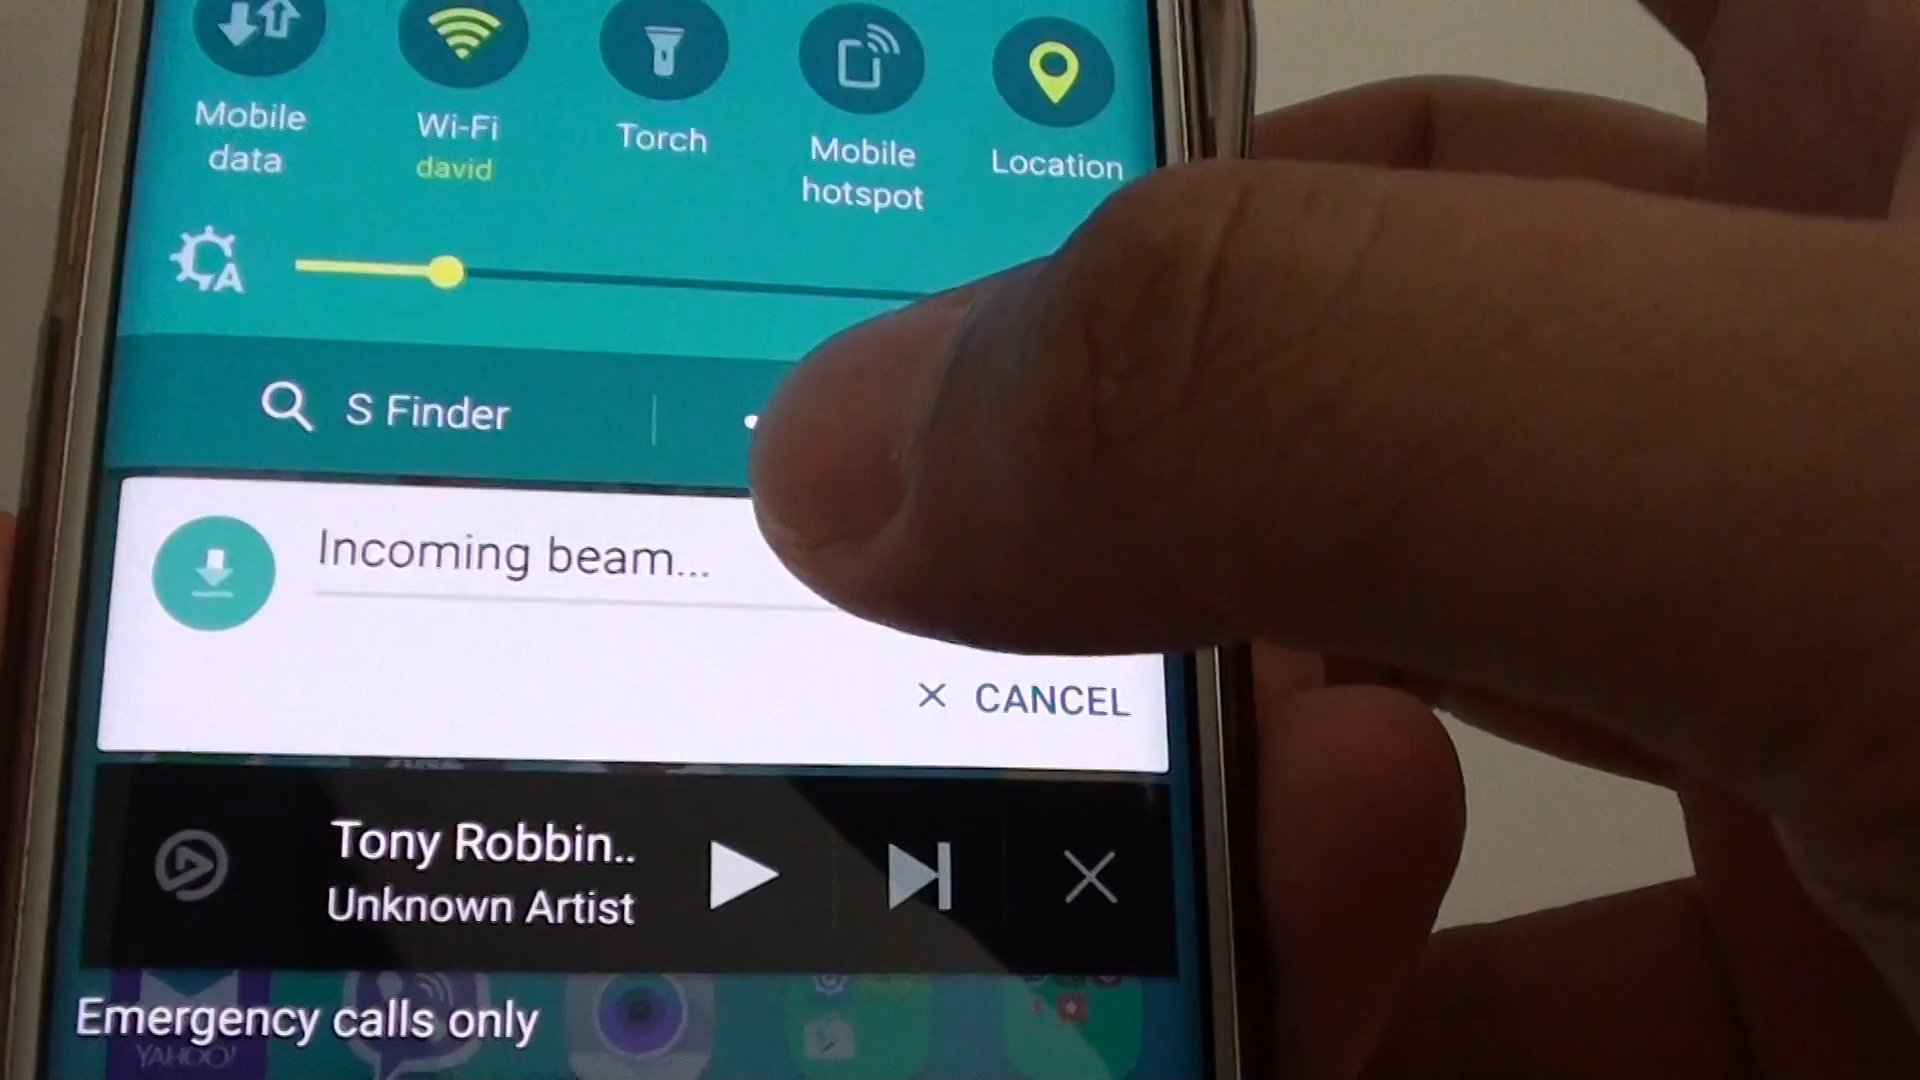 Mobile
data
Wi-Fi
david
Torch
Mobile
hotspot
Location
A
S Finder
Incoming beam...
CANCEL
Tony Robbin..
Unknown Artist
Emergency calls only
YAHOO!